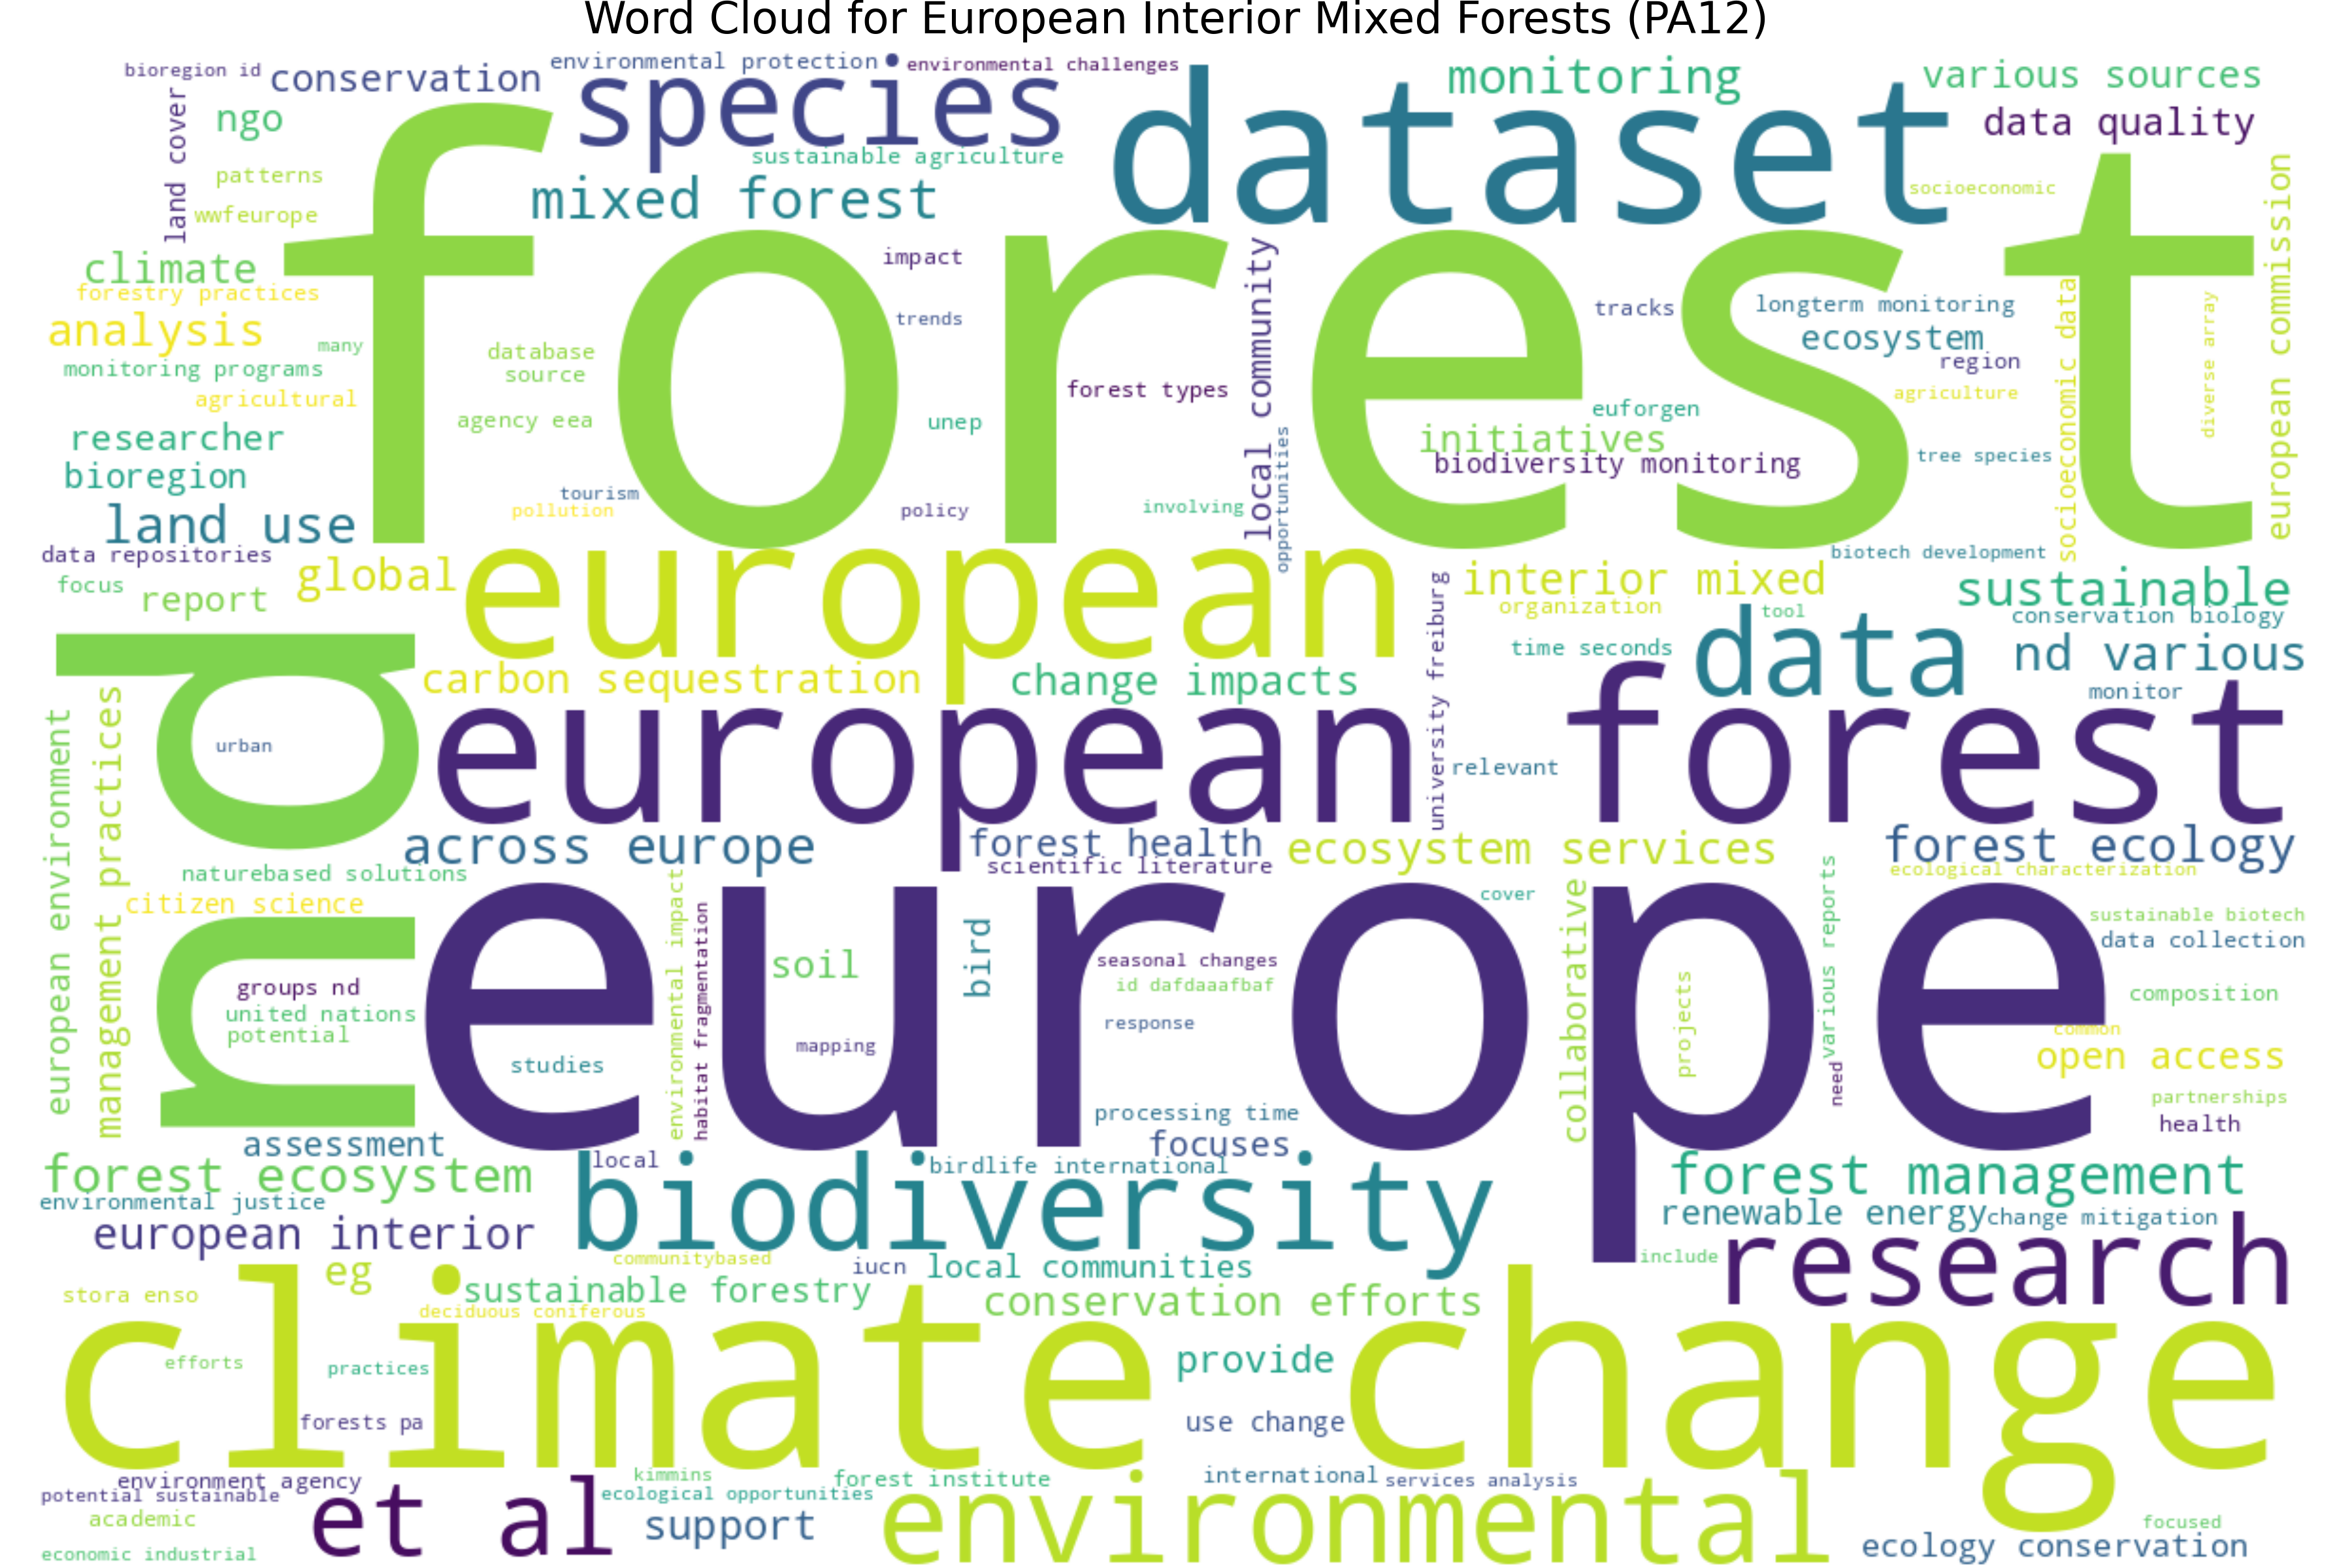 Word Cloud for European Interior Mixed Forests (PA12)
bioregion id
conservation
environmental protection
environmental challenges
species
dataset
monitoring
various sources
data quality
ngo
land cover
patterns
wwfeurope
sustainable agriculture
mixed forest
socioeconomic
european commission
forest
climate
forestry practices
analysis
many
monitoring programs
agricultural
researcher
bioregion
land use
impact
trends
database
source
agency eea
unep
tourism
pollution
policy
forest types
involving
local community
opportunities
tracks
longterm monitoring
ecosystem
region
agriculture
euforgen
initiatives
biodiversity monitoring
tree species
socioeconomic data
diverse array
biotech development
data repositories
focus
report
global
european
interior mixed
organization
tool
sustainable
conservation biology
time seconds
data
nd various
monitor
nd
urban
carbon sequestration
change impacts
university freiburg
european forest
relevant
european environment
management practices
across europe
forest health
scientific literature
ecosystem services
forest ecology
ecological characterization
naturebased solutions
citizen science
groups nd
united nations
potential
europe
environmental impact
habitat fragmentation
soil
bird
seasonal changes
id dafdaaafbaf
response
mapping
studies
cover
collaborative
projects
various reports
need
sustainable biotech
data collection
composition
common
open access
partnerships
health
processing time
focuses
assessment
local
birdlife international
forest ecosystem
environmental justice
european interior
biodiversity
forest management
renewable energy
change mitigation
communitybased
iucn
local communities
include
research
eg
stora enso
sustainable forestry
deciduous coniferous
conservation efforts
climate change
efforts
practices
provide
forests pa
use change
environment agency
potential sustainable
academic
economic industrial
et al
kimmins
ecological opportunities
support
forest institute
international
services analysis
environmental
focused
ecology conservation